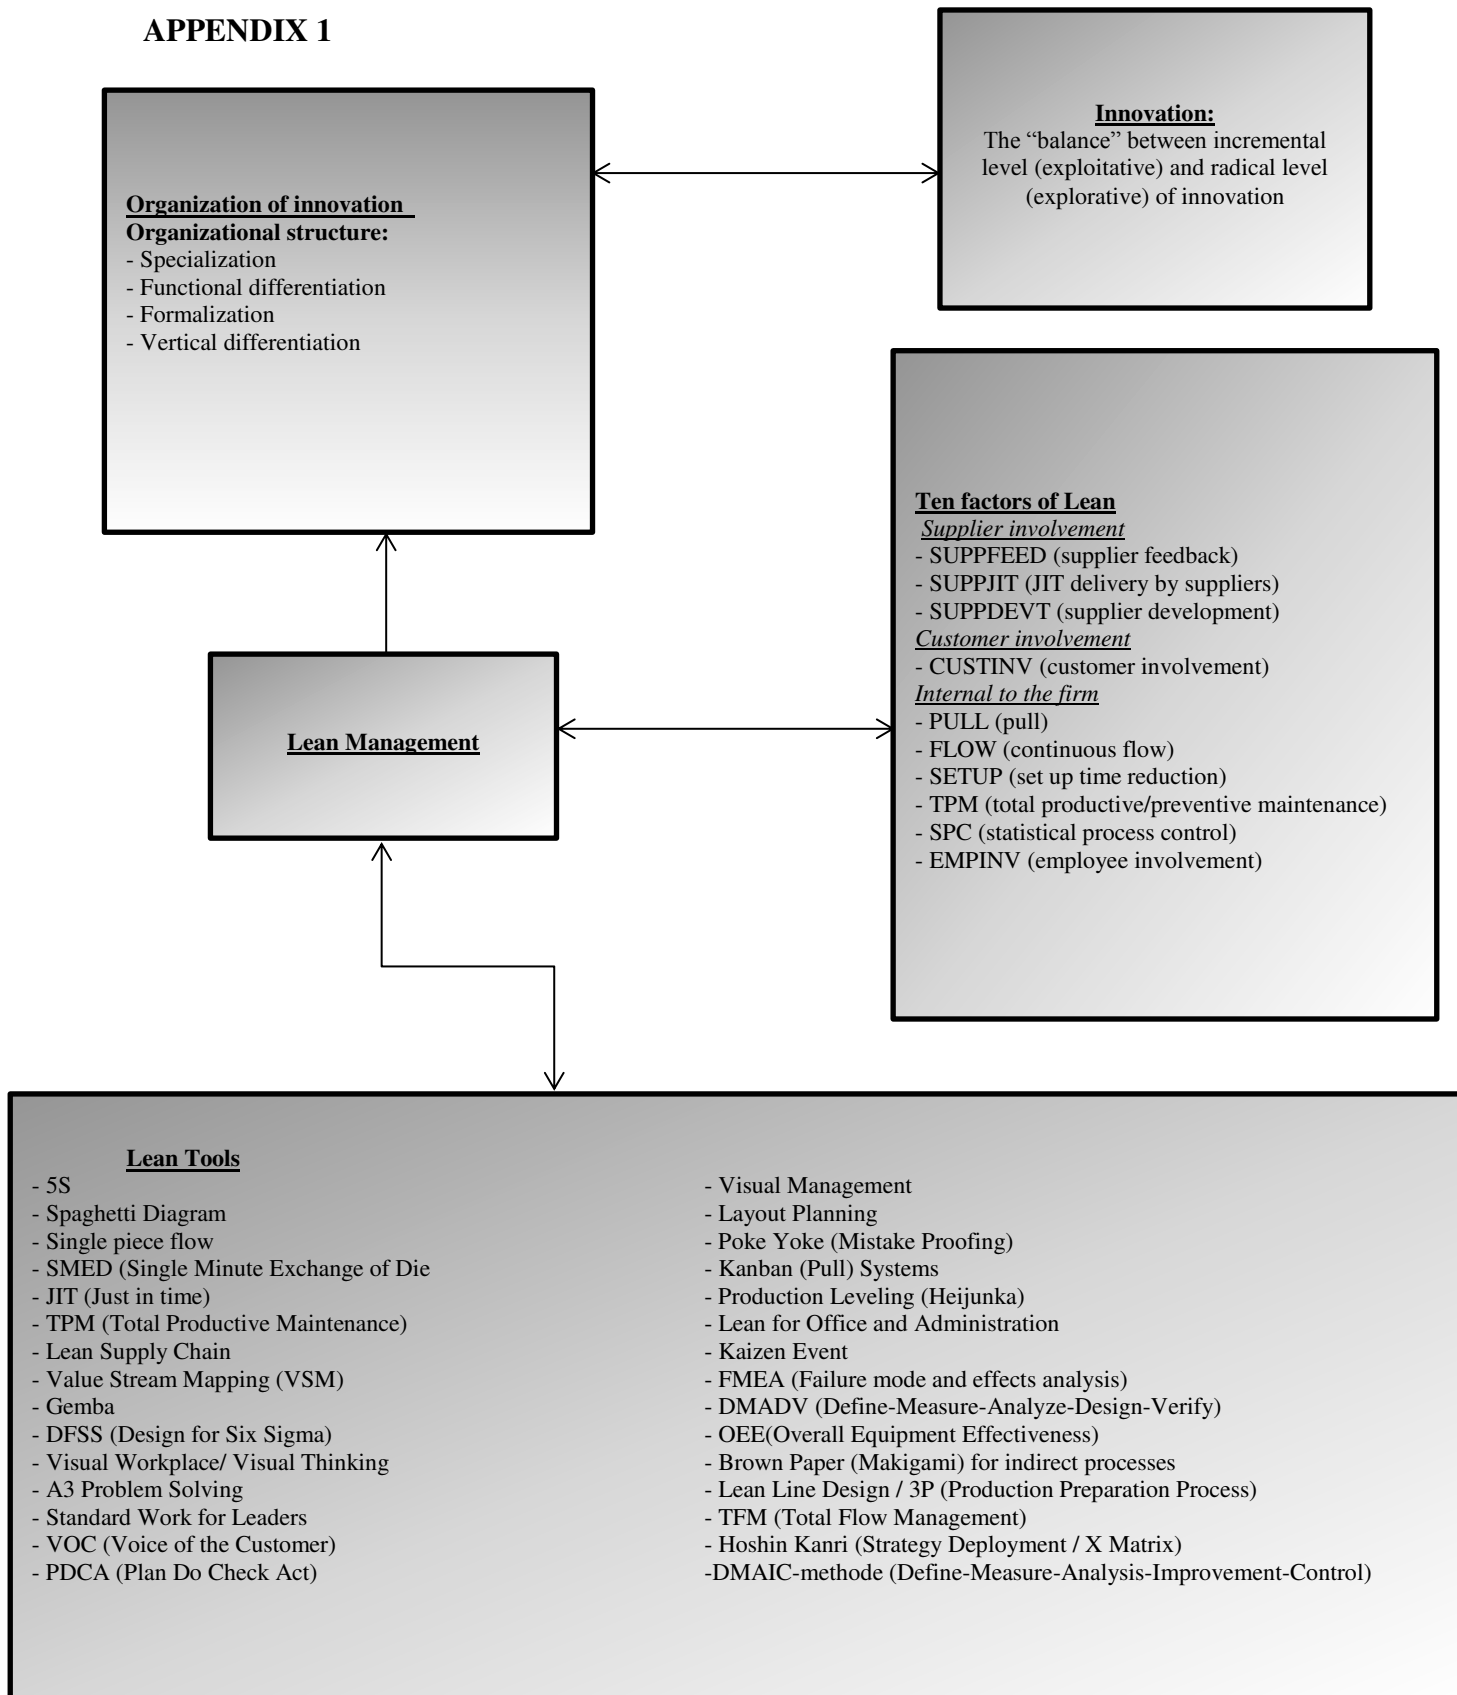 APPENDIX 1
Innovation:
The “balance” between incremental
level (exploitative) and radical level
(explorative) of innovation
Organization of innovation
Organizational structure:
- Specialization
- Functional differentiation
- Formalization
- Vertical differentiation
Ten factors of Lean
Supplier involvement
- SUPPFEED (supplier feedback)
- SUPPJIT (JIT delivery by suppliers)
- SUPPDEVT (supplier development)
Customer involvement
- CUSTINV (customer involvement)
Internal to the firm
- PULL (pull)
- FLOW (continuous flow)
- SETUP (set up time reduction)
- TPM (total productive/preventive maintenance)
- SPC (statistical process control)
- EMPINV (employee involvement)
Lean Management
Lean Tools
- 5S
- Spaghetti Diagram
- Single piece flow
- SMED (Single Minute Exchange of Die
- JIT (Just in time)
- TPM (Total Productive Maintenance)
- Lean Supply Chain
- Value Stream Mapping (VSM)
- Gemba
- DFSS (Design for Six Sigma)
- Visual Workplace/ Visual Thinking
- A3 Problem Solving
- Standard Work for Leaders
- VOC (Voice of the Customer)
- PDCA (Plan Do Check Act)
- Visual Management
- Layout Planning
- Poke Yoke (Mistake Proofing)
- Kanban (Pull) Systems
- Production Leveling (Heijunka)
- Lean for Office and Administration
- Kaizen Event
- FMEA (Failure mode and effects analysis)
- DMADV (Define-Measure-Analyze-Design-Verify)
- OEE(Overall Equipment Effectiveness)
- Brown Paper (Makigami) for indirect processes
- Lean Line Design / 3P (Production Preparation Process)
- TFM (Total Flow Management)
- Hoshin Kanri (Strategy Deployment / X Matrix)
-DMAIC-methode (Define-Measure-Analysis-Improvement-Control)